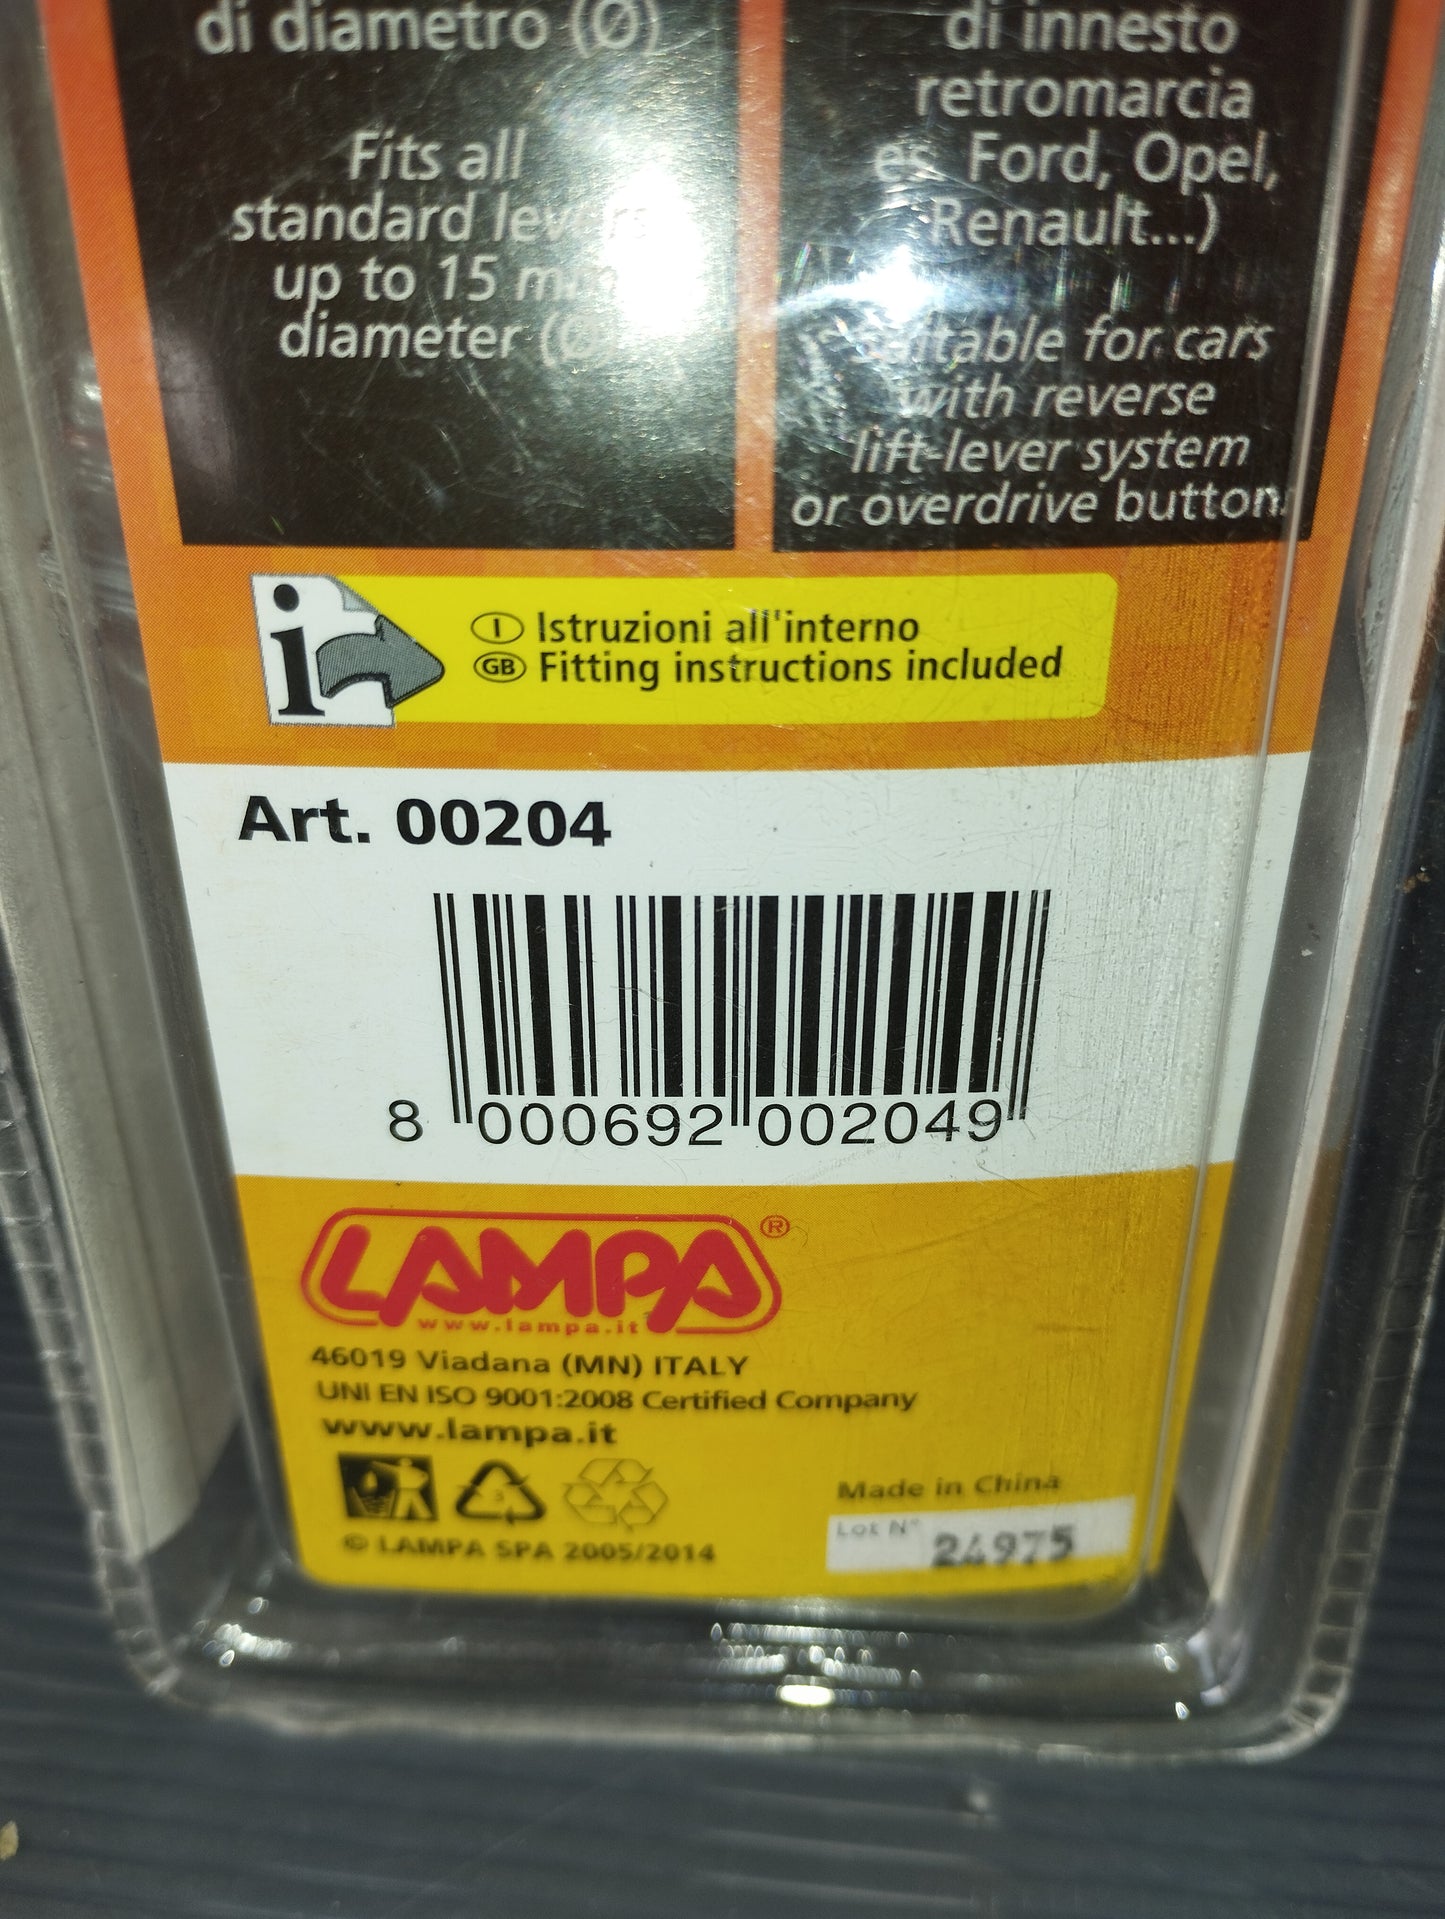 di diametro (Ø)
Fits all
standard levers
up to 15 mm
diameter (Ø)
di innesto
retromarcia
es. Ford, Opel,
Renault...)
Suitable for cars
with reverse
lift-lever system
or overdrive button
i
I Istruzioni all'interno
GB Fitting instructions included
Art. 00204
8 000692 002049
LAMPA®
www.lampa.it
46019 Viadana (MN) ITALY
UNI EN ISO 9001:2008 Certified Company
www.lampa.it
3
© LAMPA SPA 2005/2014
Made in China
Lot N° 24975